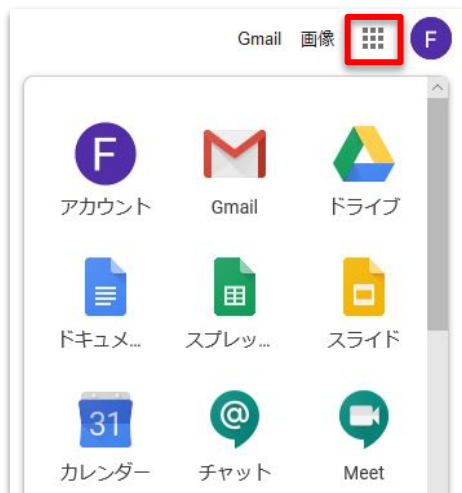 Gmail 画像 F
F
アカウント Gmail ドライブ
ドキュメ... スプレッ... スライド
31 @
カレンダー チャット Meet